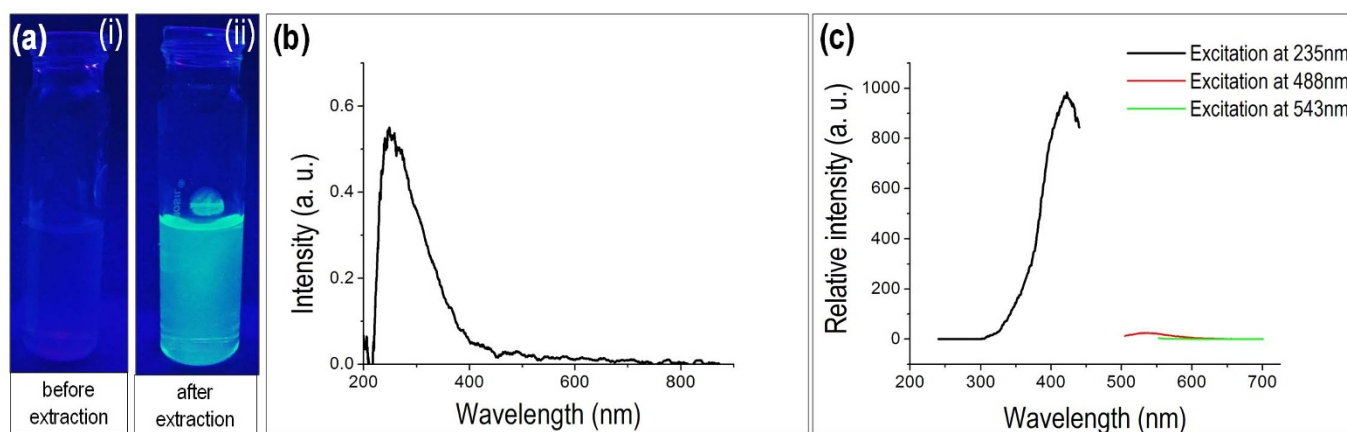 (a)
(i)
(ii)
before
extraction
after
extraction
(b)
Intensity (a. u.)
0.6
0.4
0.2
0.0
200
400
600
800
Wavelength (nm)
(c)
Excitation at 235nm
Excitation at 488nm
Excitation at 543nm
Relative intensity (a. u.)
1000
800
600
400
200
0
200
300
400
500
600
700
Wavelength (nm)